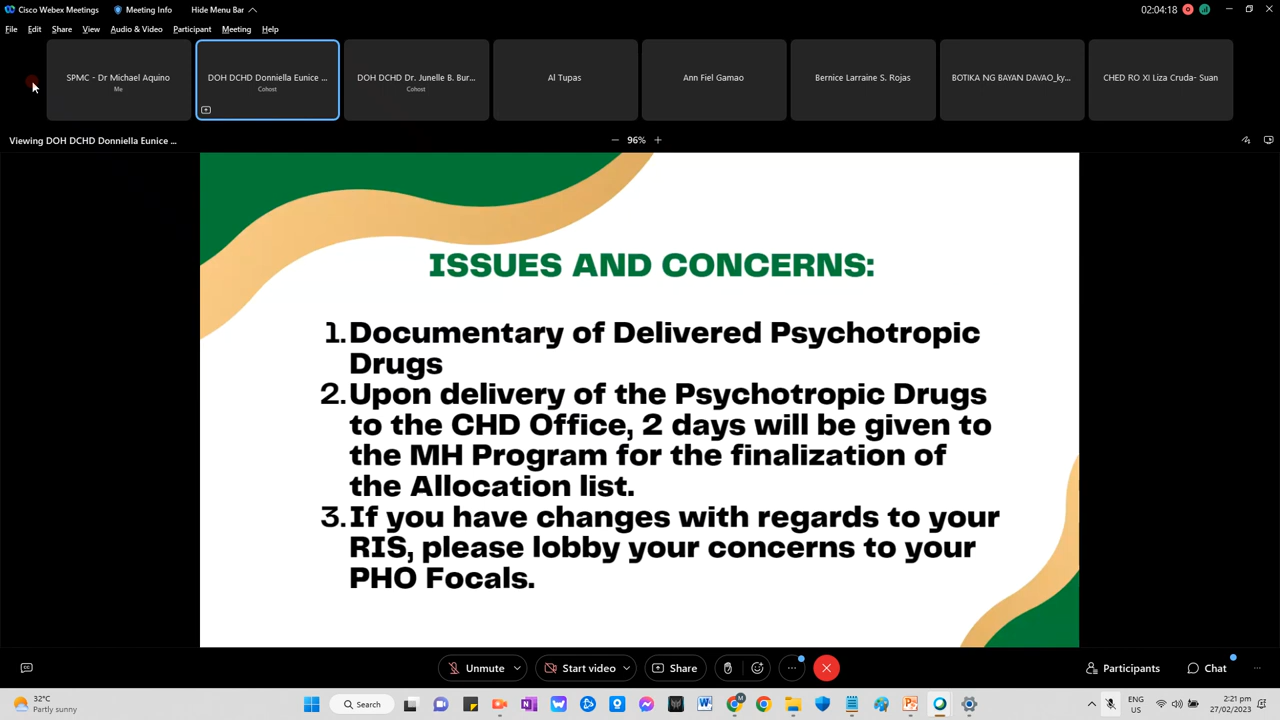 Cisco Webex Meetings
Meeting Info
Hide Menu Bar
02:04:18
File
Edit
Share
View
Audio & Video
Participant
Meeting
Help
SPMC - Dr Michael Aquino
Me
DOH DCHD Donniella Eunice ...
Cohost
DOH DCHD Dr. Junelle B. Bur...
Cohost
Al Tupas
Ann Fiel Gamao
Bernice Larraine S. Rojas
BOTIKA NG BAYAN DAVAO_ky...
CHED RO XI Liza Cruda- Suan
Viewing DOH DCHD Donniella Eunice ...
96%
ISSUES AND CONCERNS:
1. Documentary of Delivered Psychotropic
Drugs
2. Upon delivery of the Psychotropic Drugs
to the CHD Office, 2 days will be given to
the MH Program for the finalization of
the Allocation list.
3. If you have changes with regards to your
RIS, please lobby your concerns to your
PHO Focals.
CC
Unmute
Start video
Share
Participants
Chat
32°C
Partly sunny
Search
ENG
US
2:21 pm
27/02/2023